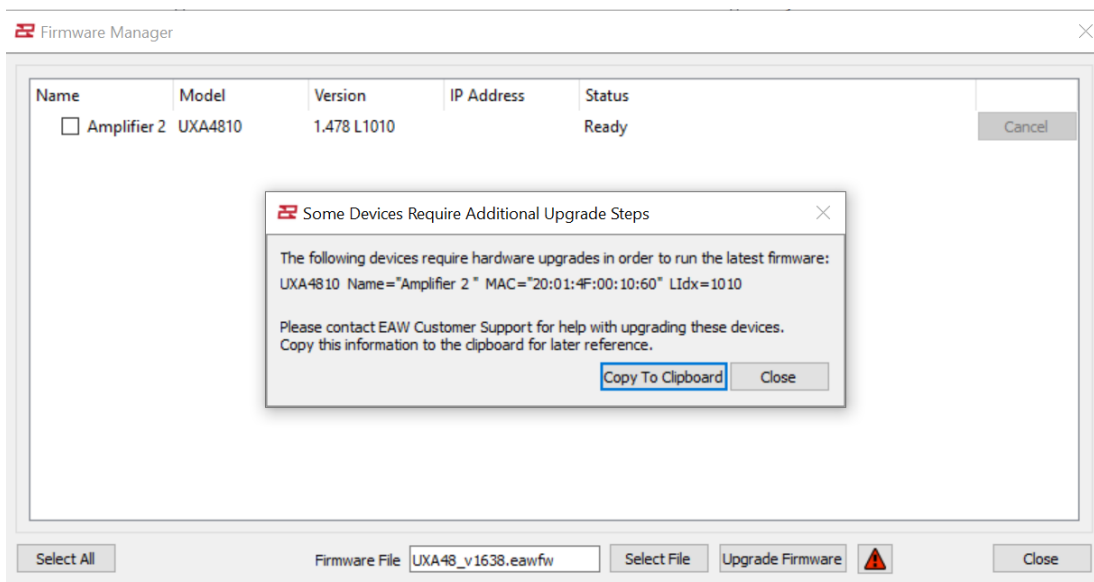 Firmware Manager
Name Model Version IP Address Status
Amplifier 2 UXA4810 1.478 L1010 Ready Cancel
Some Devices Require Additional Upgrade Steps
The following devices require hardware upgrades in order to run the latest firmware:
UXA4810 Name="Amplifier 2 " MAC="20:01:4F:00:10:60" LIdx=1010
Please contact EAW Customer Support for help with upgrading these devices.
Copy this information to the clipboard for later reference.
Copy To Clipboard Close
Select All Firmware File UXA48_v1638.eawfw Select File Upgrade Firmware Close